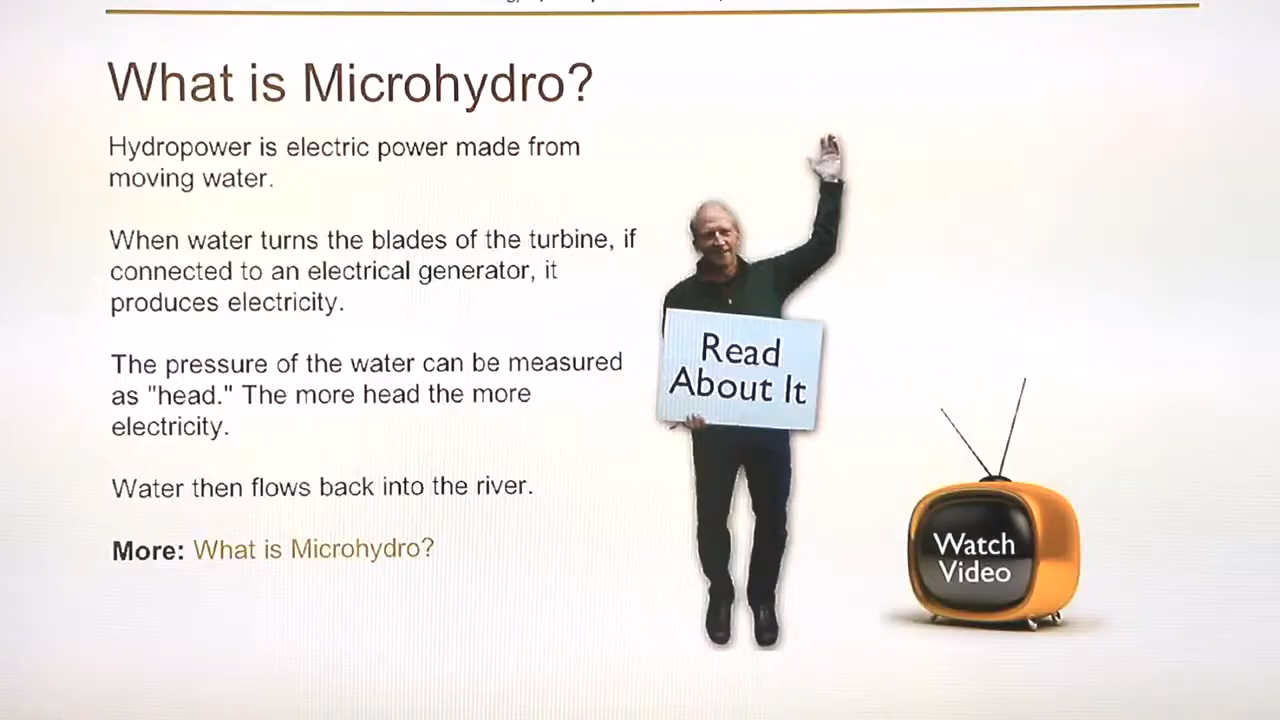 What is Microhydro?
Hydropower is electric power made from
moving water.
When water turns the blades of the turbine, if
connected to an electrical generator, it
produces electricity.
The pressure of the water can be measured
as "head." The more head the more
electricity.
Water then flows back into the river.
More: What is Microhydro?
Read
About It
Watch
Video